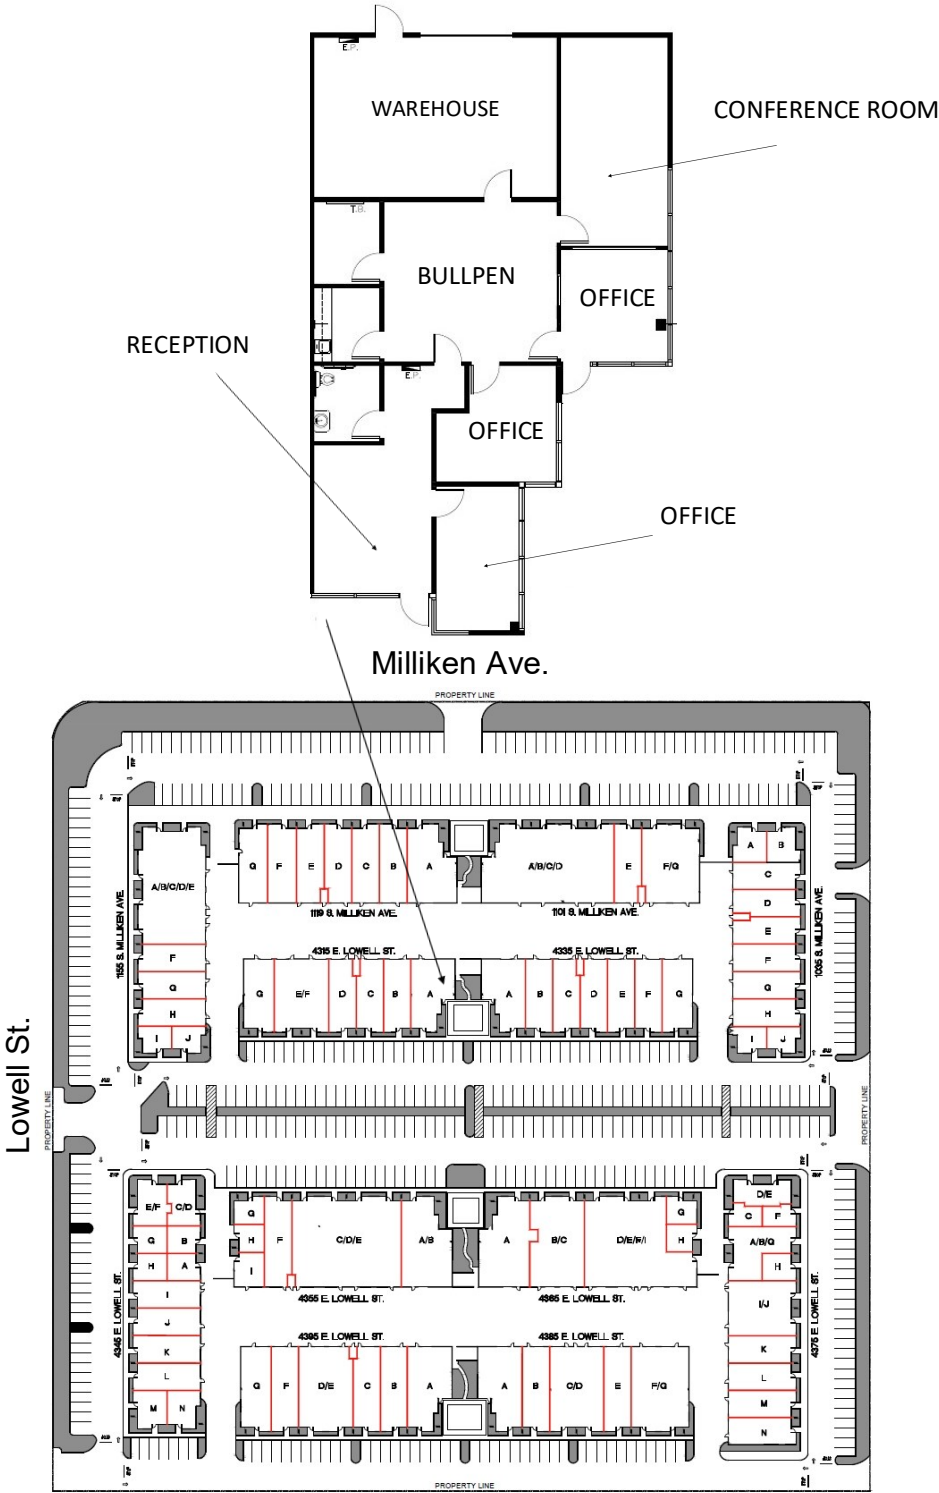 E.P.
WAREHOUSE
CONFERENCE ROOM
T.B.
BULLPEN
OFFICE
RECEPTION
E.P.
OFFICE
OFFICE
Milliken Ave.
PROPERTY LINE
A/B/C/D/E
F
G
H
I J
1155 S. MILLIKEN AVE.
G F E D C B A
1119 S. MILLIKEN AVE.
A/B/C/D E F/G
1101 S. MILLIKEN AVE.
A B
C
D
E
F
G
H
I J
1035 S. MILLIKEN AVE.
4315 E. LOWELL ST.
G E/F D C B A
4335 E. LOWELL ST.
A B C D E F G
Lowell St.
PROPERTY LINE
PROPERTY LINE
E/F C/D
G B
H A
I
J
K
L
M N
4345 E. LOWELL ST.
G
H
I
F C/D/E A/B
4355 E. LOWELL ST.
A B/C D/E/F/I
G
H
4365 E. LOWELL ST.
D/E
C F
A/B/G
H
I/J
K
L
M
N
4375 E. LOWELL ST.
4395 E. LOWELL ST.
G F D/E C B A
4385 E. LOWELL ST.
A B C/D E F/G
PROPERTY LINE